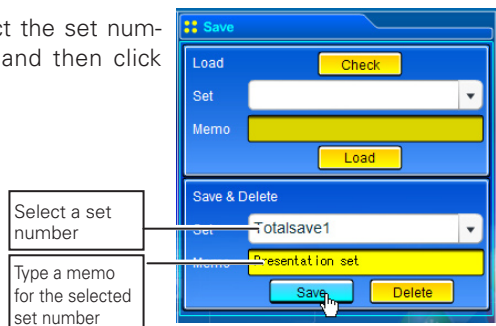 ct the set num-
and then click
Save
Load
Check
Set
Memo
Load
Save & Delete
Select a set
number
Set
Totalsave1
Type a memo
for the selected
set number
Memo
Presentation set
Save
Delete